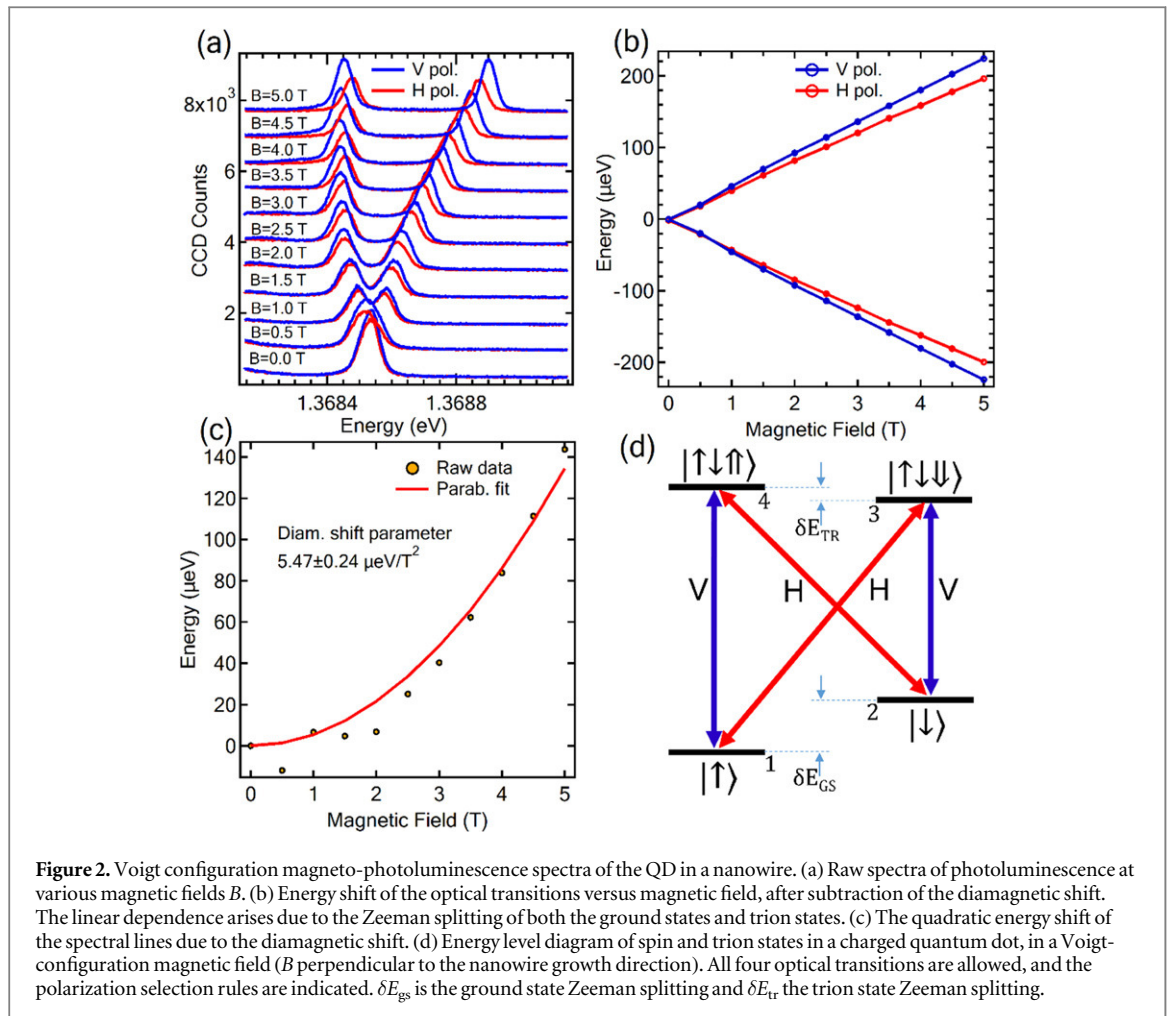 (a)
V pol.
H pol.
B=5.0 T
B=4.5 T
B=4.0 T
B=3.5 T
B=3.0 T
B=2.5 T
B=2.0 T
B=1.5 T
B=1.0 T
B=0.5 T
B=0.0 T
8x10³
6
4
2
CCD Counts
1.3684
1.3688
Energy (eV)
(b)
V pol.
H pol.
200
100
0
-100
-200
Energy (µeV)
0
1
2
3
4
5
Magnetic Field (T)
(c)
Raw data
Parab. fit
Diam. shift parameter
5.47±0.24 µeV/T²
140
120
100
80
60
40
20
0
Energy (µeV)
0
1
2
3
4
5
Magnetic Field (T)
(d)
|↑↓⇑⟩
|↑↓⇓⟩
4
3
δE_TR
V
H
H
V
2
|↓⟩
1
|↑⟩
δE_GS
Figure 2. Voigt configuration magneto-photoluminescence spectra of the QD in a nanowire. (a) Raw spectra of photoluminescence at
various magnetic fields B. (b) Energy shift of the optical transitions versus magnetic field, after subtraction of the diamagnetic shift.
The linear dependence arises due to the Zeeman splitting of both the ground states and trion states. (c) The quadratic energy shift of
the spectral lines due to the diamagnetic shift. (d) Energy level diagram of spin and trion states in a charged quantum dot, in a Voigt-
configuration magnetic field (B perpendicular to the nanowire growth direction). All four optical transitions are allowed, and the
polarization selection rules are indicated. δE_gs is the ground state Zeeman splitting and δE_tr the trion state Zeeman splitting.